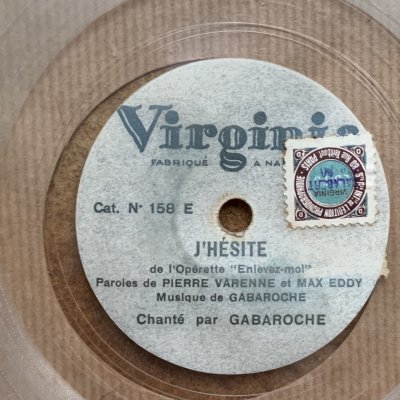 Virginia
FABRIQUÉ A
Cat. N° 158 E
J'HÉSITE
de l'Opérette "Enlevez-moi"
Paroles de PIERRE VARENNE et MAX EDDY
Musique de GABAROCHE
Chanté par GABAROCHE
VIRGINIA